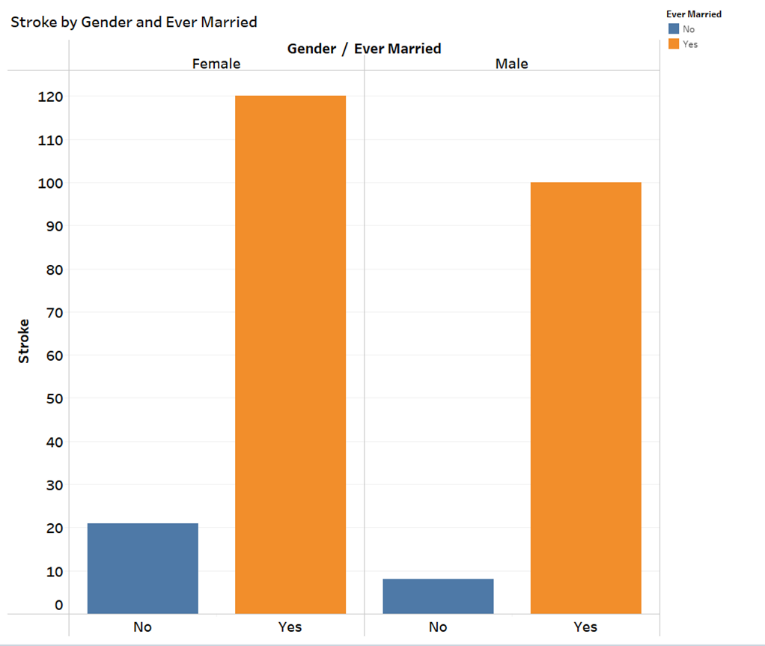 Stroke by Gender and Ever Married
Ever Married
No
Yes
Gender / Ever Married
Female
Male
120
110
100
90
80
70
60
50
40
30
20
10
0
Stroke
No
Yes
No
Yes